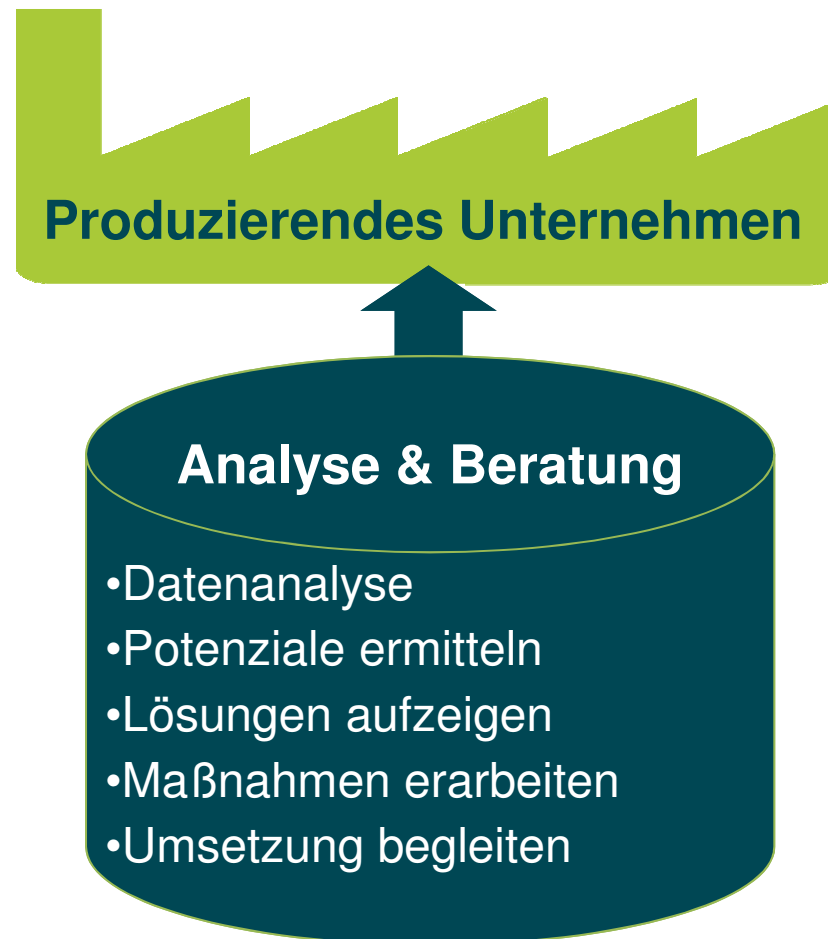 Produzierendes Unternehmen
Analyse & Beratung
•Datenanalyse
•Potenziale ermitteln
•Lösungen aufzeigen
•Maßnahmen erarbeiten
•Umsetzung begleiten